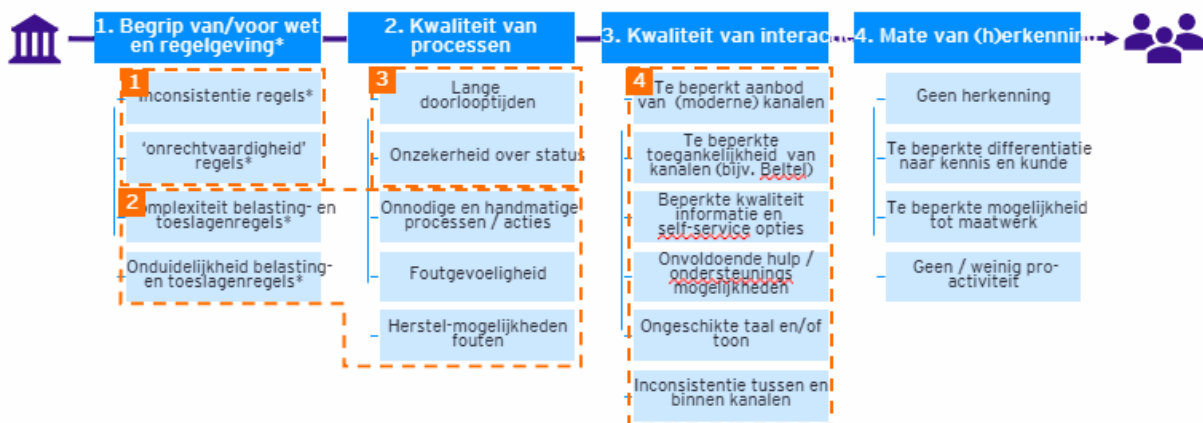 1. Begrip van/voor wet
en regelgeving*
2. Kwaliteit van
processen
3. Kwaliteit van interactie
4. Mate van (h)erkenning
1
Inconsistentie regels*
'onrechtvaardigheid'
regels*
2
Complexiteit belasting- en
toeslagenregels*
Onduidelijkheid belasting-
en toeslagenregels*
3
Lange
doorlooptijden
Onzekerheid over status
Onnodige en handmatige
processen / acties
Foutgevoeligheid
Herstel-mogelijkheden
fouten
4
Te beperkt aanbod
van (moderne) kanalen
Te beperkte
toegankelijkheid van
kanalen (bijv. Beltel)
Beperkte kwaliteit
informatie en
self-service opties
Onvoldoende hulp /
ondersteunings
mogelijkheden
Ongeschikte taal en/of
toon
Inconsistentie tussen en
binnen kanalen
Geen herkenning
Te beperkte differentiatie
naar kennis en kunde
Te beperkte mogelijkheid
tot maatwerk
Geen / weinig pro-
activiteit